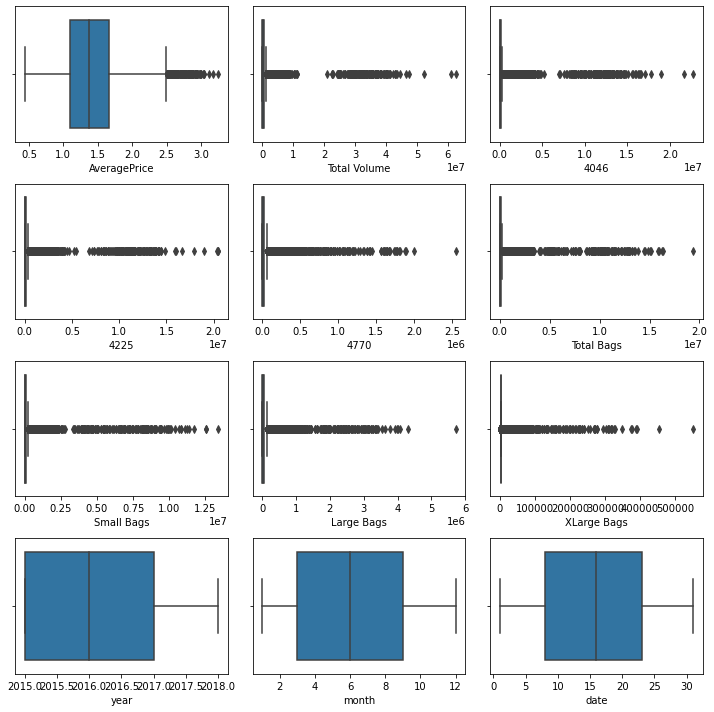 0.5 1.0 1.5 2.0 2.5 3.0
AveragePrice
0 1 2 3 4 5 6
1e7
Total Volume
0.0 0.5 1.0 1.5 2.0
1e7
4046
0.0 0.5 1.0 1.5 2.0
1e7
4225
0.0 0.5 1.0 1.5 2.0 2.5
1e6
4770
0.0 0.5 1.0 1.5 2.0
1e7
Total Bags
0.00 0.25 0.50 0.75 1.00 1.25
1e7
Small Bags
0 1 2 3 4 5 6
1e6
Large Bags
0 100000 200000 300000 400000 500000
XLarge Bags
2015.0 2015.5 2016.0 2016.5 2017.0 2017.5 2018.0
year
2 4 6 8 10 12
month
0 5 10 15 20 25 30
date